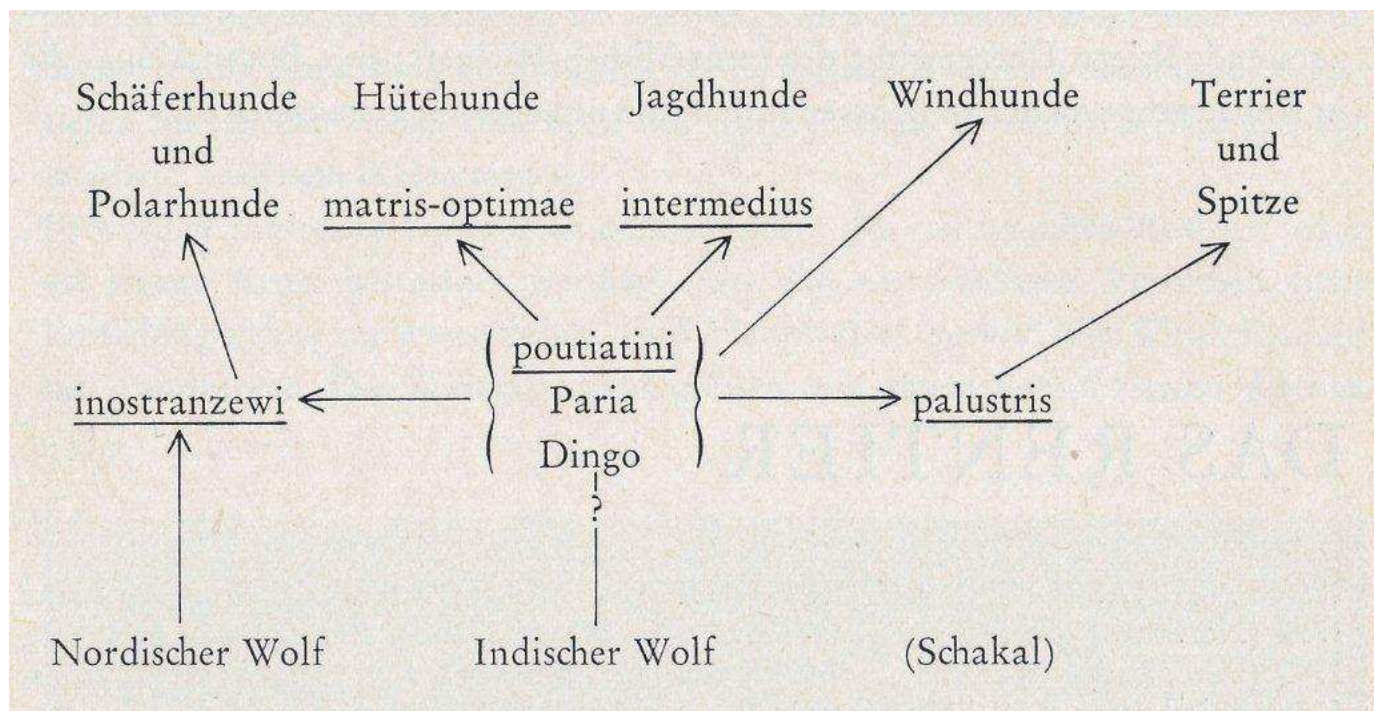 Schäferhunde Hütehunde Jagdhunde Windhunde Terrier
und und
Polarhunde matris-optimae intermedius Spitze
{ poutiatini }
inostranzewi Paria palustris
Dingo
?
Nordischer Wolf Indischer Wolf (Schakal)